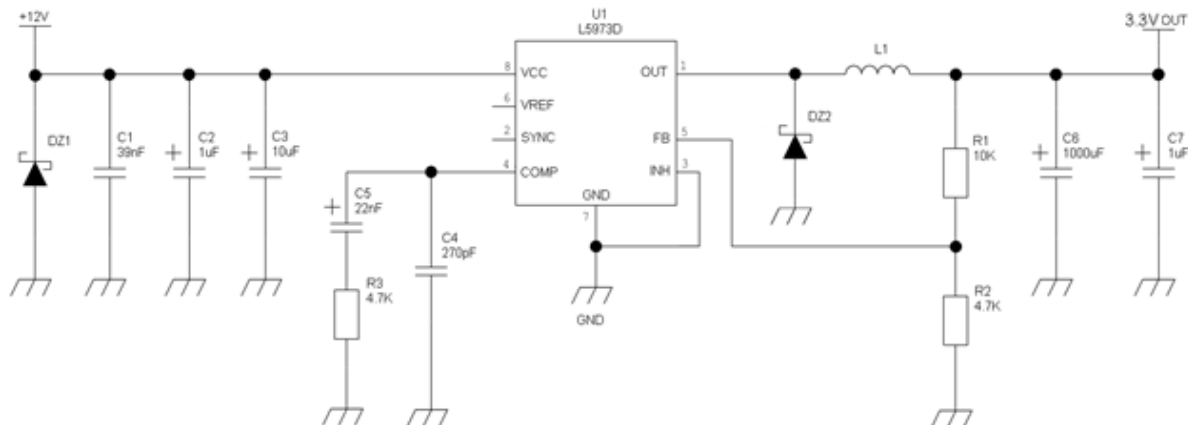 +12V
U1
L5973D
3.3V OUT
DZ1
C1
39nF
C2
1uF
C3
10uF
8
VCC
6
VREF
2
SYNC
4
COMP
OUT
1
FB
5
INH
3
GND
7
GND
C5
22nF
C4
270pF
R3
4.7K
DZ2
L1
R1
10K
R2
4.7K
C6
1000uF
C7
1uF